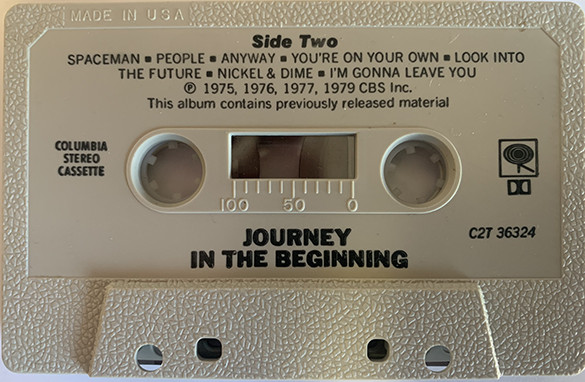 MADE IN USA
Side Two
SPACEMAN ▪ PEOPLE ▪ ANYWAY ▪ YOU'RE ON YOUR OWN ▪ LOOK INTO
THE FUTURE ▪ NICKEL & DIME ▪ I'M GONNA LEAVE YOU
℗ 1975, 1976, 1977, 1979 CBS Inc.
This album contains previously released material
COLUMBIA
STEREO
CASSETTE
100 50 0
JOURNEY
IN THE BEGINNING
C2T 36324